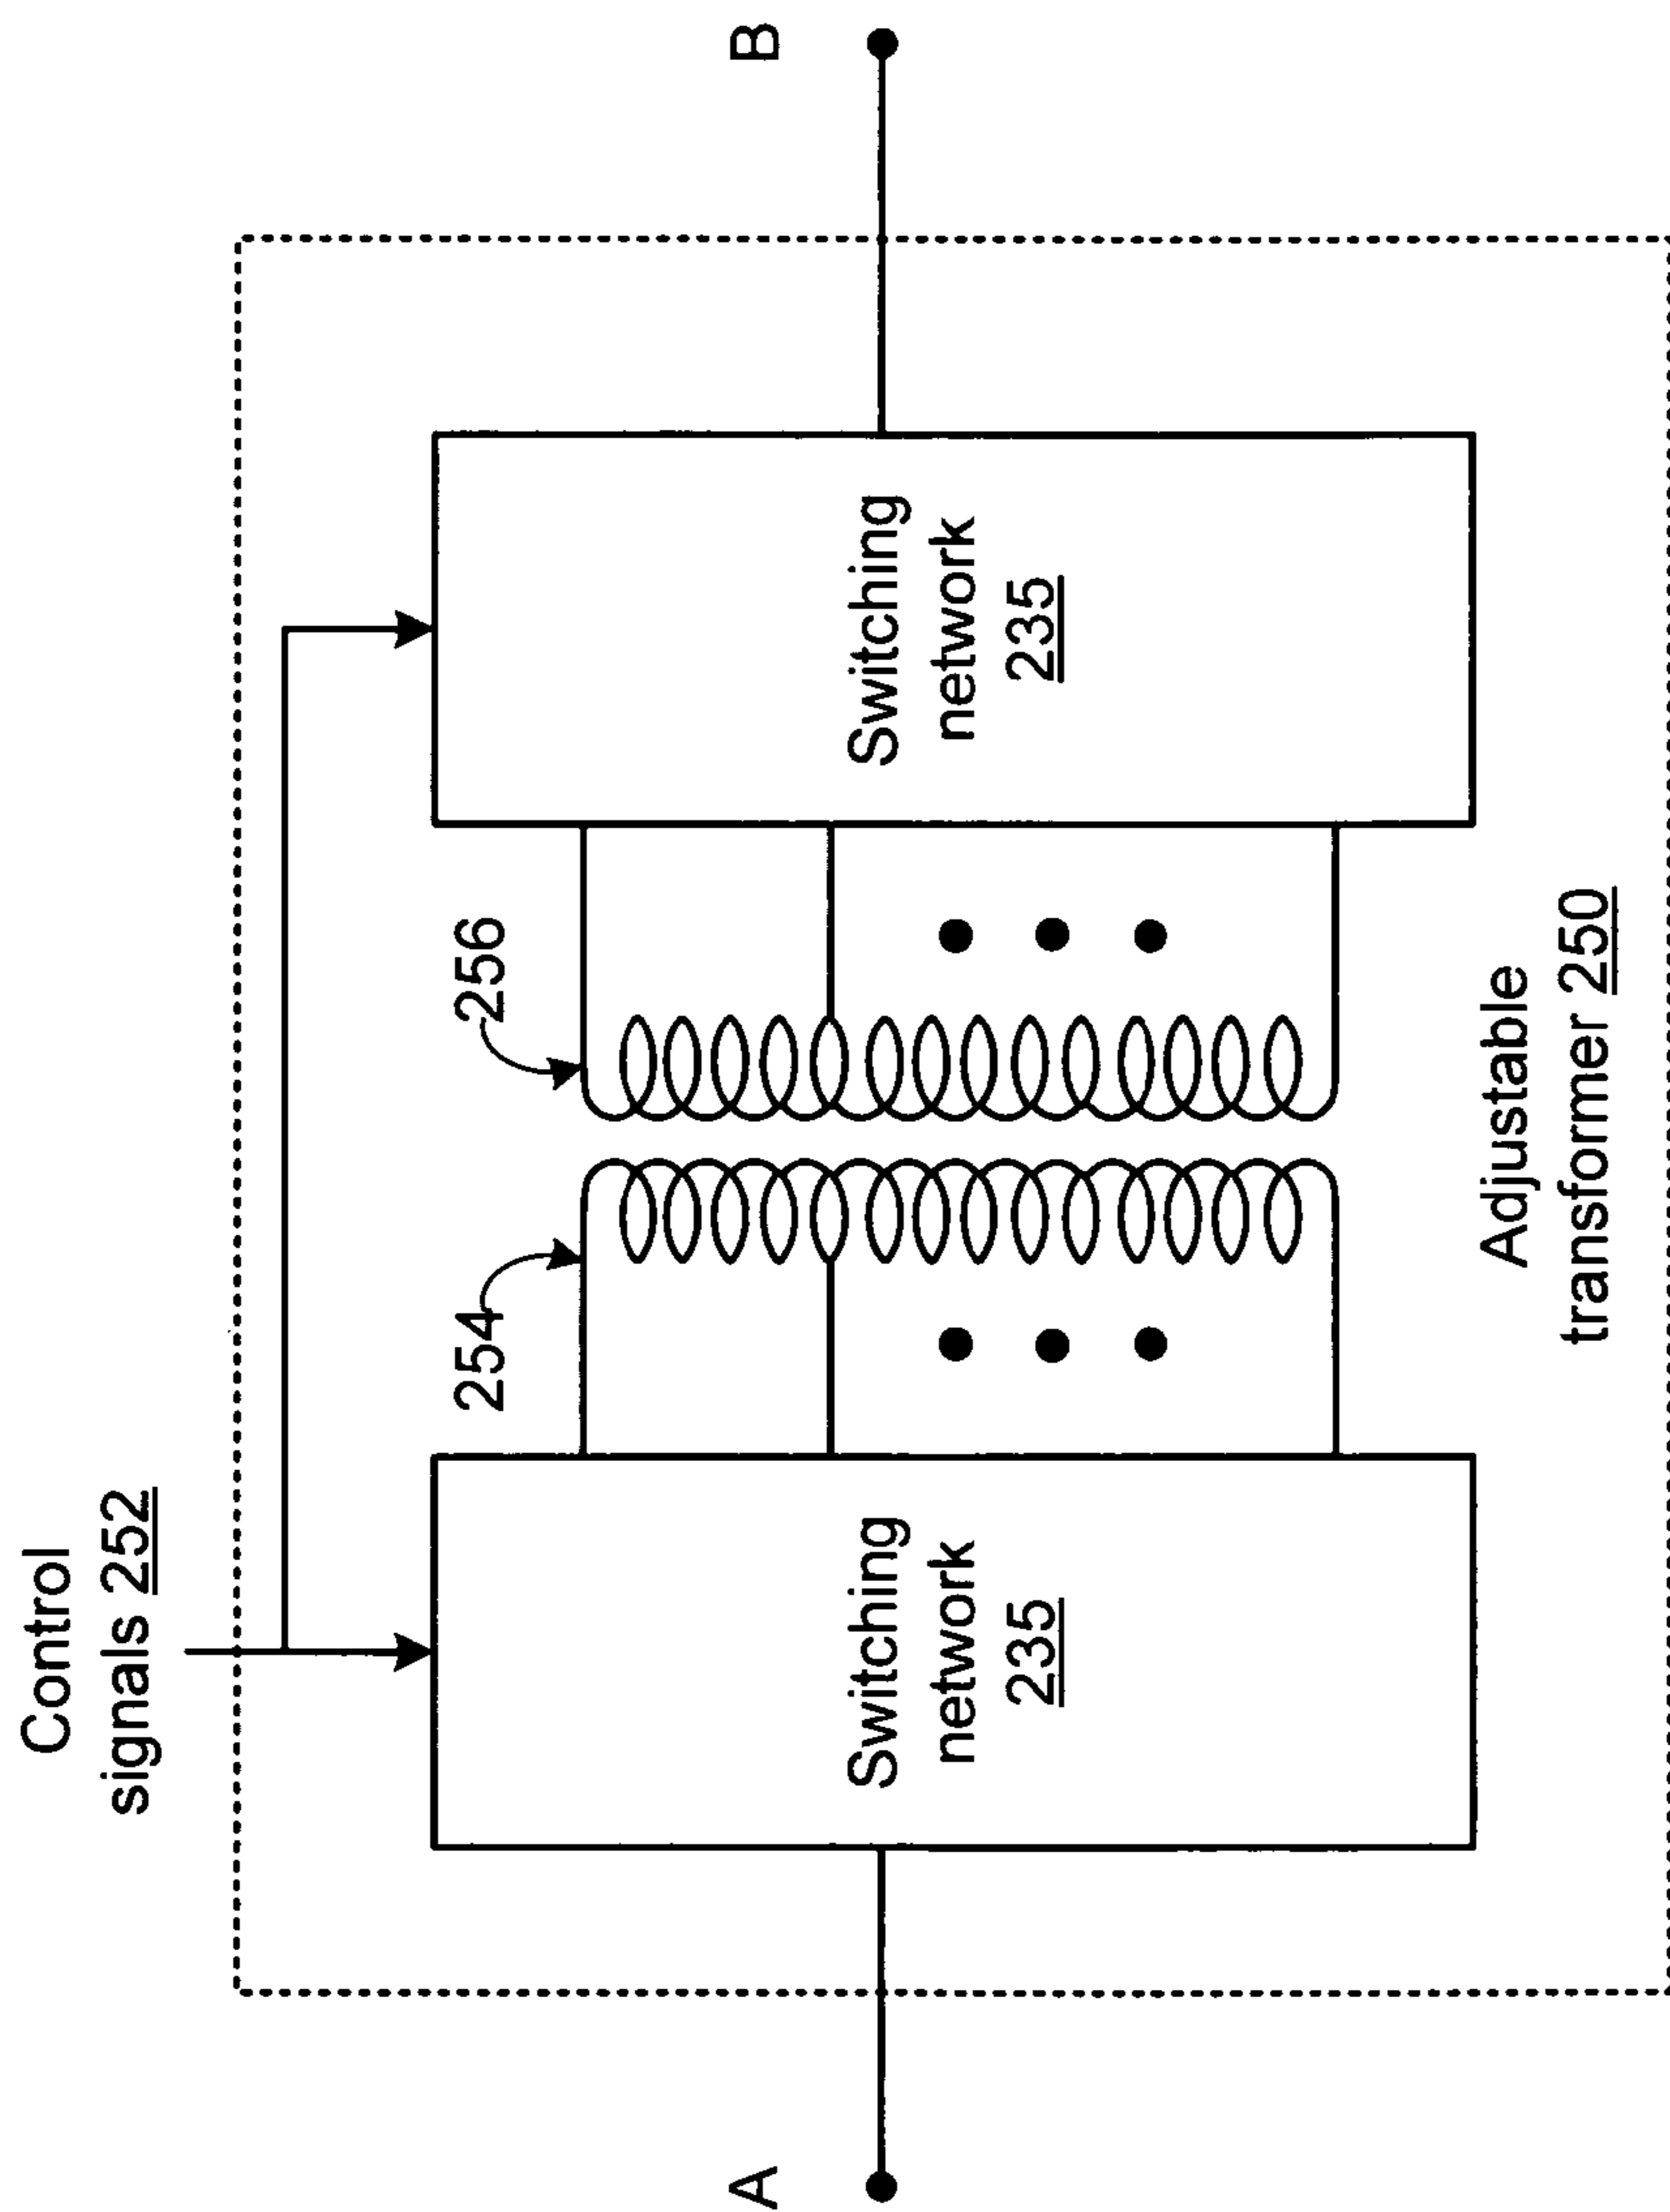 Control
signals 252
A
B
254
256
Switching
network
235
Switching
network
235
Adjustable
transformer 250